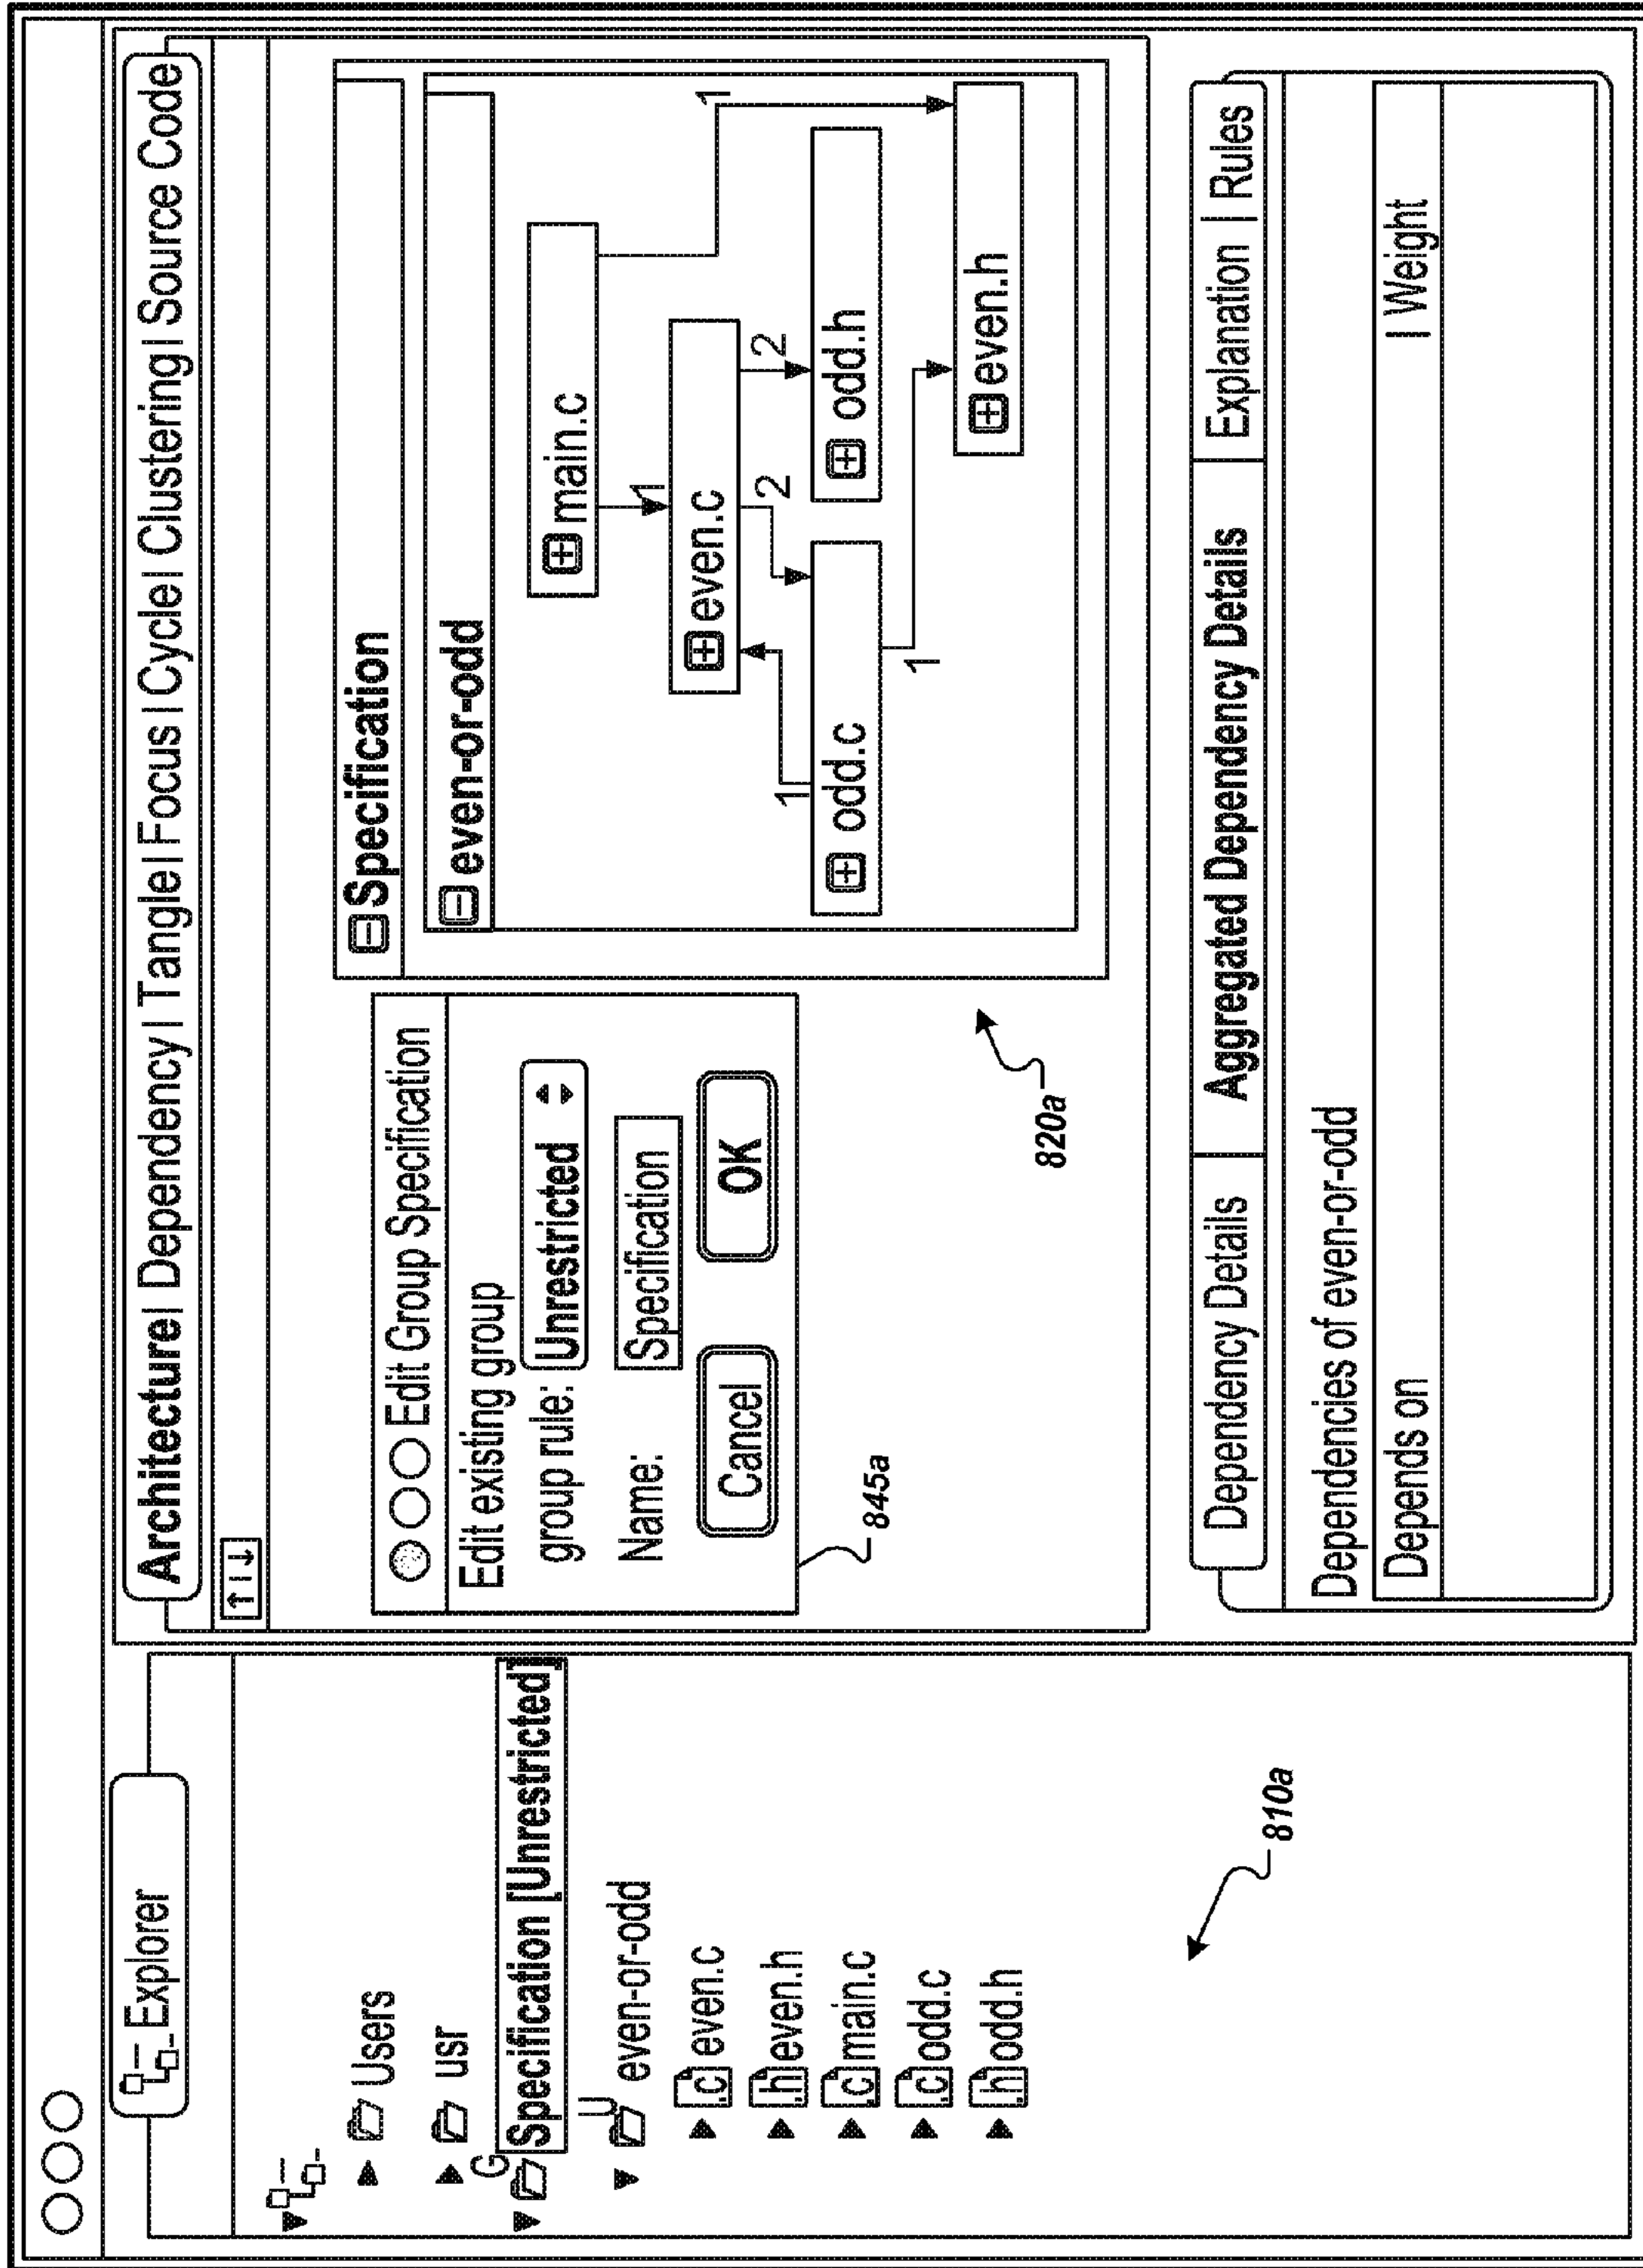 Explorer
Users
usr
G
Specification [Unrestricted]
U
even-or-odd
.c even.c
.h even.h
.c main.c
.c odd.c
.h odd.h
810a
Architecture| Dependency| Tangle| Focus | Cycle| Clustering| Source Code
Edit Group Specification
Edit existing group
group rule: Unrestricted
Name: Specification
Cancel OK
845a
820a
Specification
even-or-odd
main.c
1
1
even.c
1
2
2
odd.c
odd.h
1
even.h
Dependency Details Aggregated Dependency Details Explanation | Rules
Dependencies of even-or-odd
Depends on | Weight